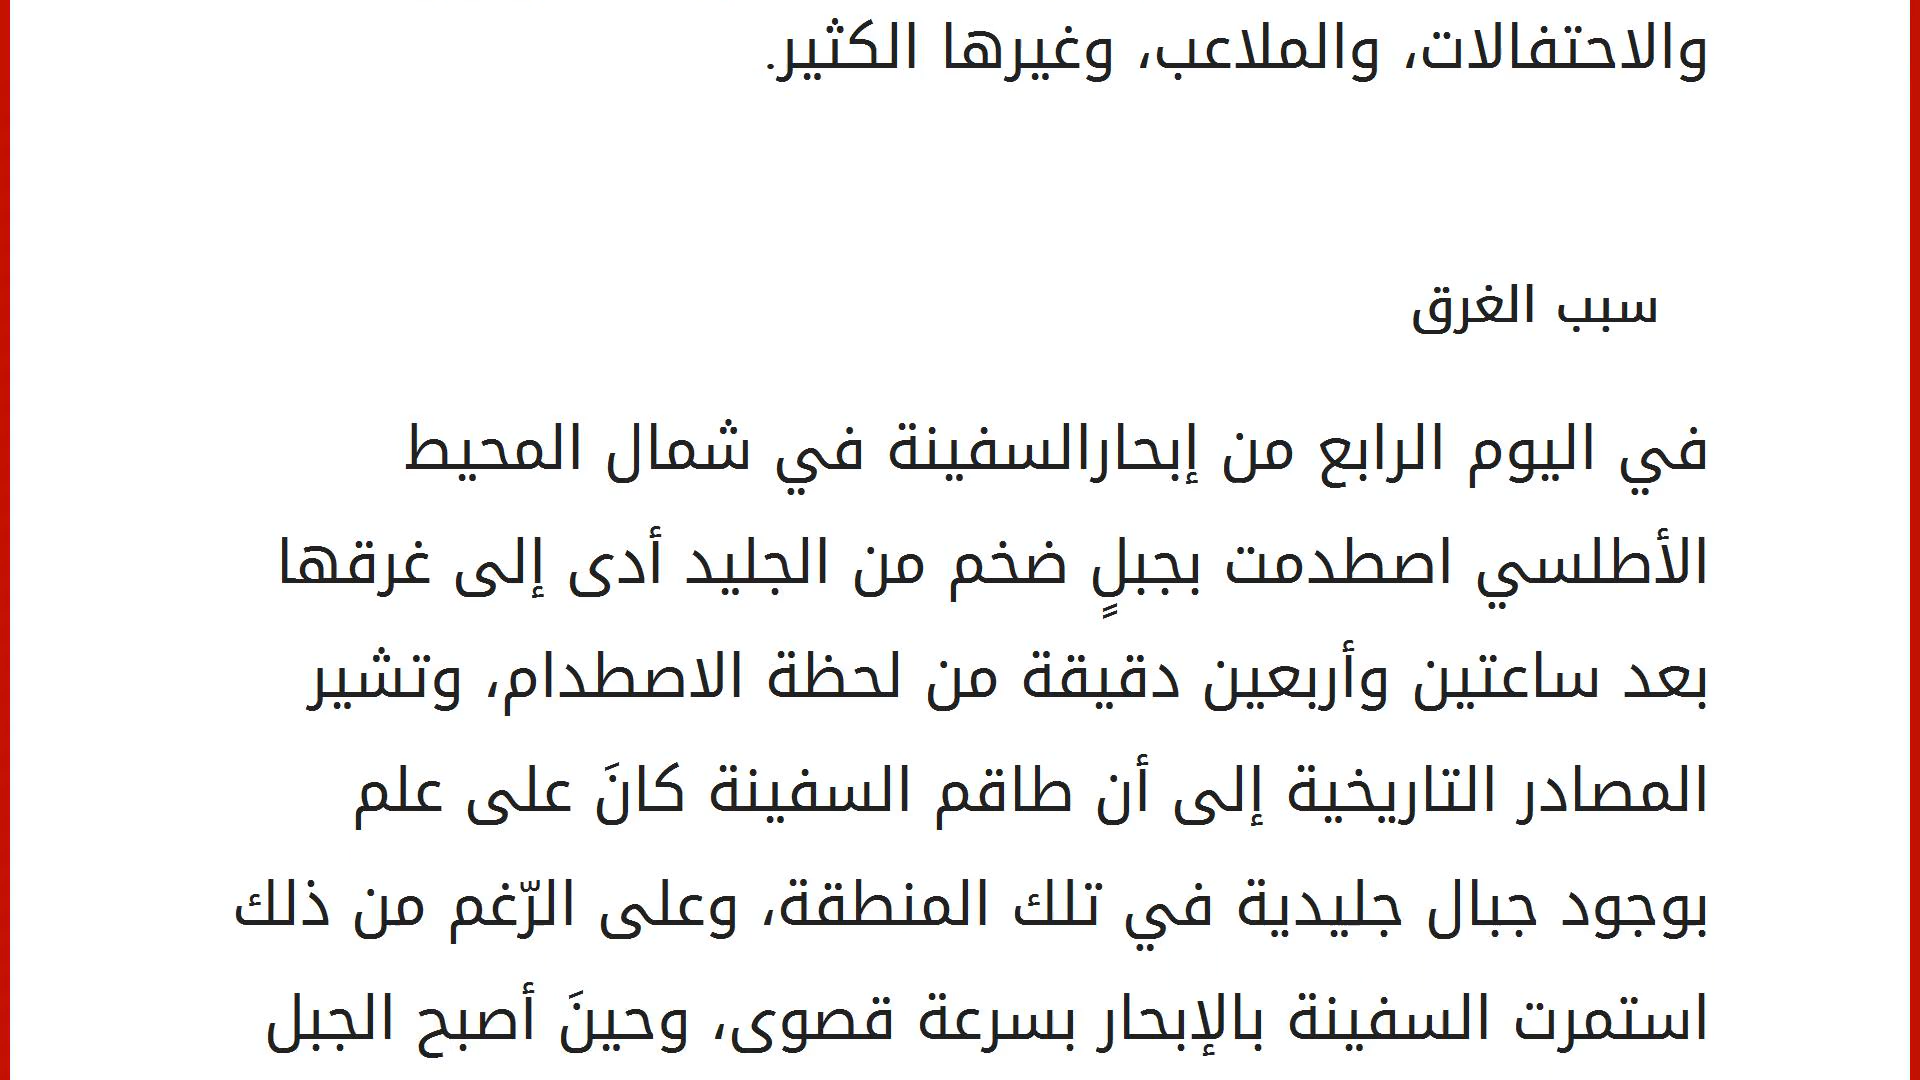 والاحتفالات، والملاعب، وغيرها الكثير.
سبب الغرق
في اليوم الرابع من إبحارالسفينة في شمال المحيط
الأطلسي اصطدمت بجبلٍ ضخم من الجليد أدى إلى غرقها
بعد ساعتين وأربعين دقيقة من لحظة الاصطدام، وتشير
المصادر التاريخية إلى أن طاقم السفينة كانَ على علم
بوجود جبال جليدية في تلك المنطقة، وعلى الرّغم من ذلك
استمرت السفينة بالإبحار بسرعة قصوى، وحينَ أصبح الجبل